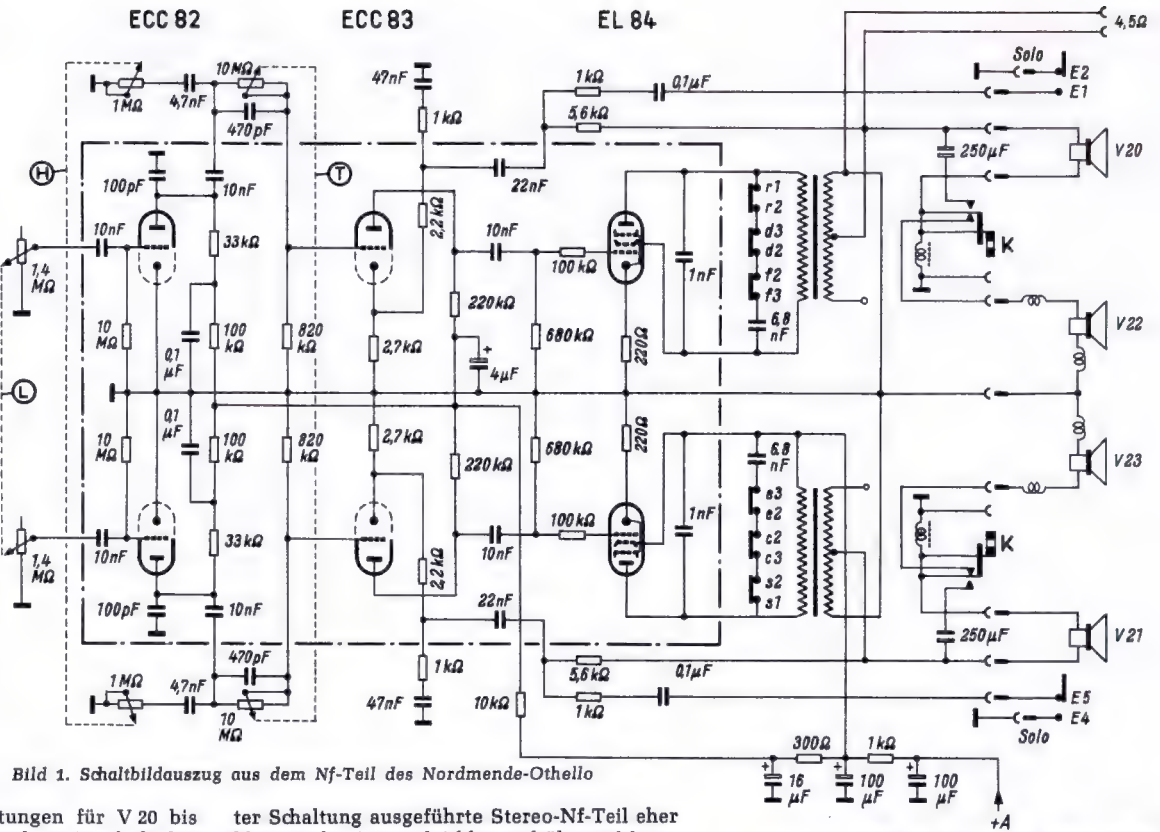 ECC 82
ECC 83
EL 84
4,5Ω
Solo
E2
E1
1MΩ
4,7nF
10MΩ
470pF
47nF
1kΩ
1kΩ
0,1µF
5,6kΩ
250µF
V20
H
T
100pF
10nF
22nF
10nF
33kΩ
2,2kΩ
10nF
100kΩ
1nF
r1
r2
d3
d2
f2
f3
6,8
nF
K
1,4
MΩ
10
MΩ
0,1
µF
100
kΩ
820
kΩ
2,7kΩ
220kΩ
4µF
+
680kΩ
220Ω
V22
L
10
MΩ
0,1
µF
100
kΩ
820
kΩ
2,7kΩ
220kΩ
680kΩ
220Ω
6,8
nF
V23
1,4
MΩ
10nF
33kΩ
2,2kΩ
10nF
100kΩ
1nF
s3
e2
c2
c3
s2
s1
K
100pF
10nF
22nF
250µF
V21
1MΩ
4,7nF
470pF
10
MΩ
1kΩ
47nF
10kΩ
5,6kΩ
1kΩ
0,1µF
E5
E4
Solo
300Ω
1kΩ
+
16
µF
+
100
µF
+
100
µF
+A
Bild 1. Schaltbildauszug aus dem Nf-Teil des Nordmende-Othello
tungen für V 20 bis
ter Schaltung ausgeführte Stereo-Nf-Teil eher